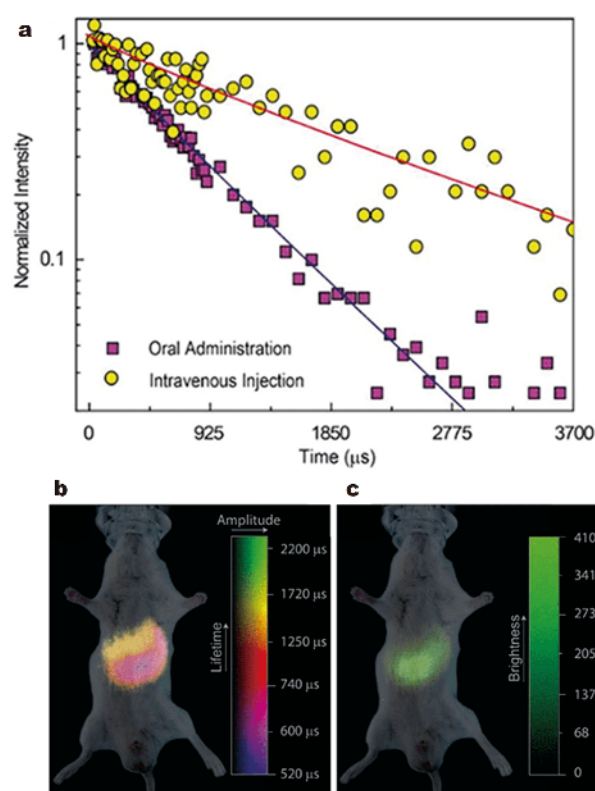 a
1
0.1
Normalized Intensity
Oral Administration
Intravenous Injection
0 925 1850 2775 3700
Time (µs)
b
Amplitude
Lifetime
2200 µs
1720 µs
1250 µs
740 µs
600 µs
520 µs
c
Brightness
410
341
273
205
137
68
0